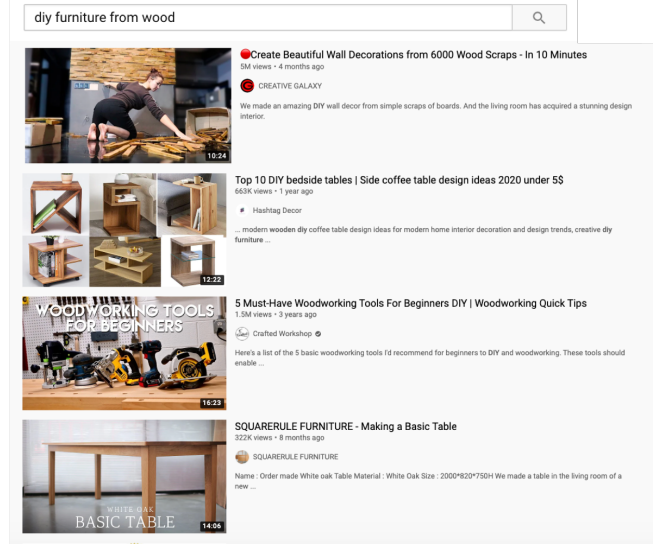 diy furniture from wood
Create Beautiful Wall Decorations from 6000 Wood Scraps - In 10 Minutes
5M views • 4 months ago
CREATIVE GALAXY
We made an amazing DIY wall decor from simple scraps of boards. And the living room has acquired a stunning design
interior.
10:24
Top 10 DIY bedside tables | Side coffee table design ideas 2020 under 5$
663K views • 1 year ago
# Hashtag Decor
... modern wooden diy coffee table design ideas for modern home interior decoration and design trends, creative diy
furniture ...
12:22
5 Must-Have Woodworking Tools For Beginners DIY | Woodworking Quick Tips
1.5M views • 3 years ago
WOODWORKING TOOLS
FOR BEGINNERS
Crafted Workshop
Here's a list of the 5 basic woodworking tools I'd recommend for beginners to DIY and woodworking. These tools should
enable ...
16:23
SQUARERULE FURNITURE - Making a Basic Table
322K views • 8 months ago
SQUARERULE FURNITURE
Name : Order made White oak Table Material : White Oak Size : 2000*820*750H We made a table in the living room of a
new ...
WHITE OAK
BASIC TABLE
14:06